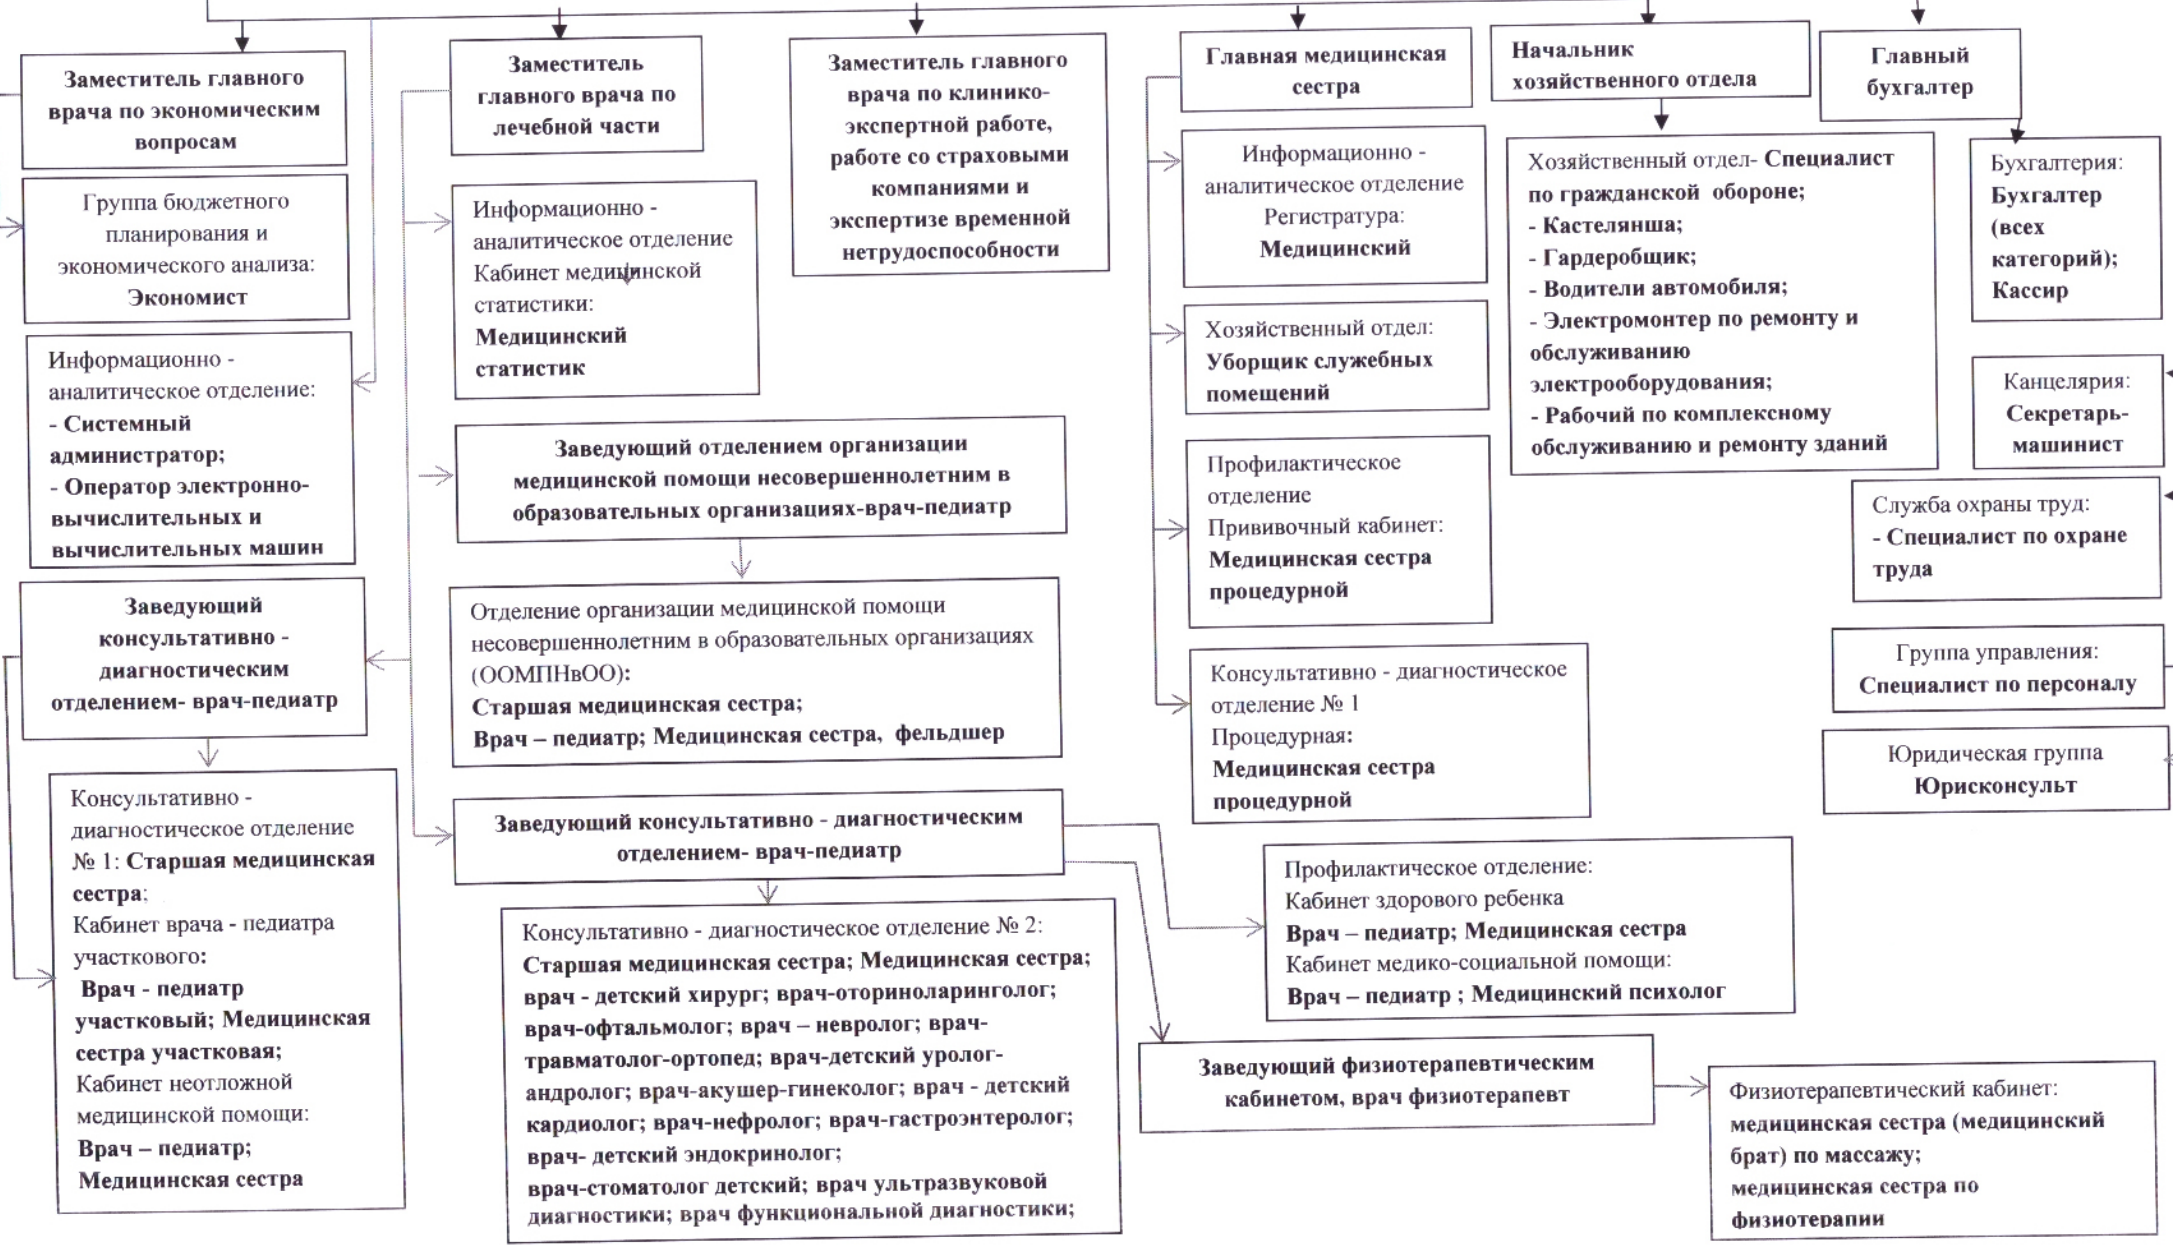 Заместитель главного
врача по экономическим
вопросам
Группа бюджетного
планирования и
экономического анализа:
Экономист
Информационно -
аналитическое отделение:
- Системный
администратор;
- Оператор электронно-
вычислительных и
вычислительных машин
Заведующий
консультативно -
диагностическим
отделением- врач-педиатр
Консультативно -
диагностическое отделение
№ 1: Старшая медицинская
сестра;
Кабинет врача - педиатра
участкового:
Врач - педиатр
участковый; Медицинская
сестра участковая;
Кабинет неотложной
медицинской помощи:
Врач – педиатр;
Медицинская сестра
Заместитель
главного врача по
лечебной части
Информационно -
аналитическое отделение
Кабинет медицинской
статистики:
Медицинский
статистик
Заведующий отделением организации
медицинской помощи несовершеннолетним в
образовательных организациях-врач-педиатр
Отделение организации медицинской помощи
несовершеннолетним в образовательных организациях
(ООМПНвОО):
Старшая медицинская сестра;
Врач – педиатр; Медицинская сестра, фельдшер
Заведующий консультативно - диагностическим
отделением- врач-педиатр
Консультативно - диагностическое отделение № 2:
Старшая медицинская сестра; Медицинская сестра;
врач - детский хирург; врач-оториноларинголог;
врач-офтальмолог; врач – невролог; врач-
травматолог-ортопед; врач-детский уролог-
андролог; врач-акушер-гинеколог; врач - детский
кардиолог; врач-нефролог; врач-гастроэнтеролог;
врач- детский эндокринолог;
врач-стоматолог детский; врач ультразвуковой
диагностики; врач функциональной диагностики;
Заместитель главного
врача по клинико-
экспертной работе,
работе со страховыми
компаниями и
экспертизе временной
нетрудоспособности
Главная медицинская
сестра
Информационно -
аналитическое отделение
Регистратура:
Медицинский
Хозяйственный отдел:
Уборщик служебных
помещений
Профилактическое
отделение
Прививочный кабинет:
Медицинская сестра
процедурной
Консультативно - диагностическое
отделение № 1
Процедурная:
Медицинская сестра
процедурной
Профилактическое отделение:
Кабинет здорового ребенка
Врач – педиатр; Медицинская сестра
Кабинет медико-социальной помощи:
Врач – педиатр ; Медицинский психолог
Заведующий физиотерапевтическим
кабинетом, врач физиотерапевт
Физиотерапевтический кабинет:
медицинская сестра (медицинский
брат) по массажу;
медицинская сестра по
физиотерапии
Начальник
хозяйственного отдела
Хозяйственный отдел- Специалист
по гражданской обороне;
- Кастелянша;
- Гардеробщик;
- Водители автомобиля;
- Электромонтер по ремонту и
обслуживанию
электрооборудования;
- Рабочий по комплексному
обслуживанию и ремонту зданий
Главный
бухгалтер
Бухгалтерия:
Бухгалтер
(всех
категорий);
Кассир
Канцелярия:
Секретарь-
машинист
Служба охраны труд:
- Специалист по охране
труда
Группа управления:
Специалист по персоналу
Юридическая группа
Юрисконсульт